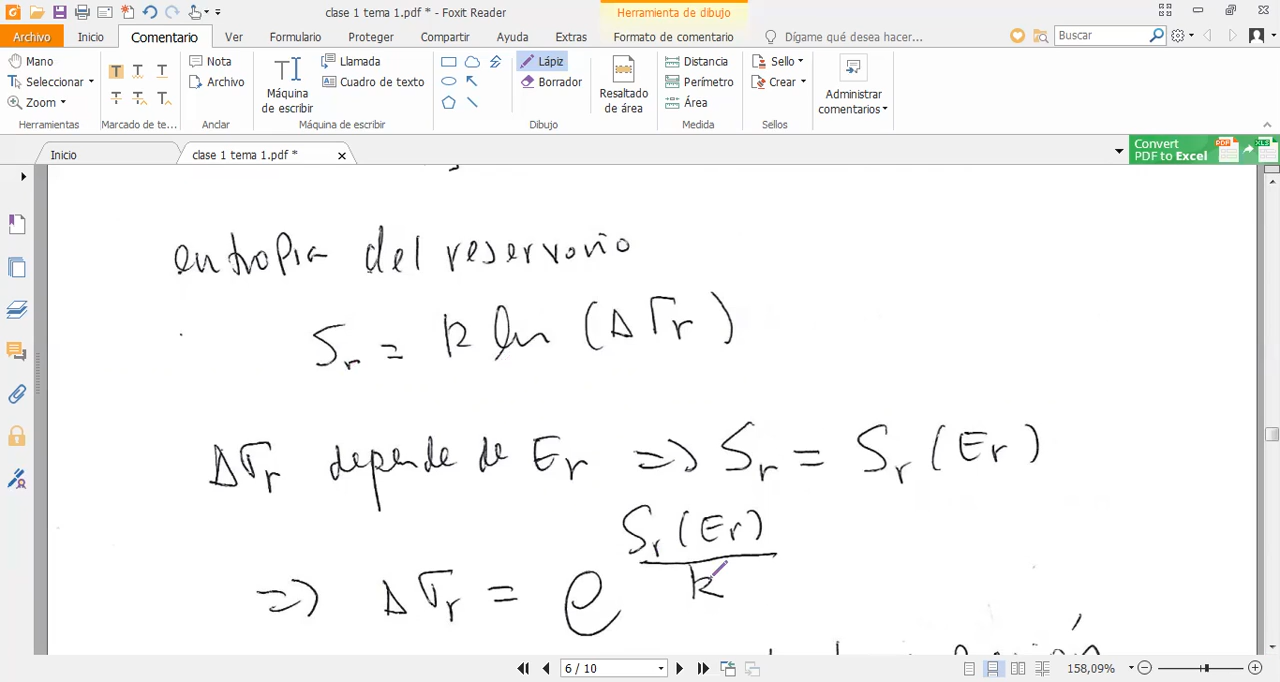 clase 1 tema 1.pdf * - Foxit Reader
Herramienta de dibujo
Archivo Inicio Comentario Ver Formulario Proteger Compartir Ayuda Extras Formato de comentario Dígame qué desea hacer... Buscar
Mano
Seleccionar
Zoom
Herramientas
T T T
T T T
Marcado de te...
Nota
Archivo
Anclar
Máquina de escribir
Llamada
Cuadro de texto
Máquina de escribir
Lápiz
Borrador
Dibujo
Resaltado de área
Distancia
Perímetro
Área
Medida
Sello
Crear
Sellos
Administrar comentarios
Inicio
clase 1 tema 1.pdf *
Convert
PDF to Excel
entropia del reservorio
Sr = k ln (ΔΓr)
ΔΓr depende de Er => Sr = Sr (Er)
=> ΔΓr = e^(Sr (Er) / k)
6 / 10
158,09%